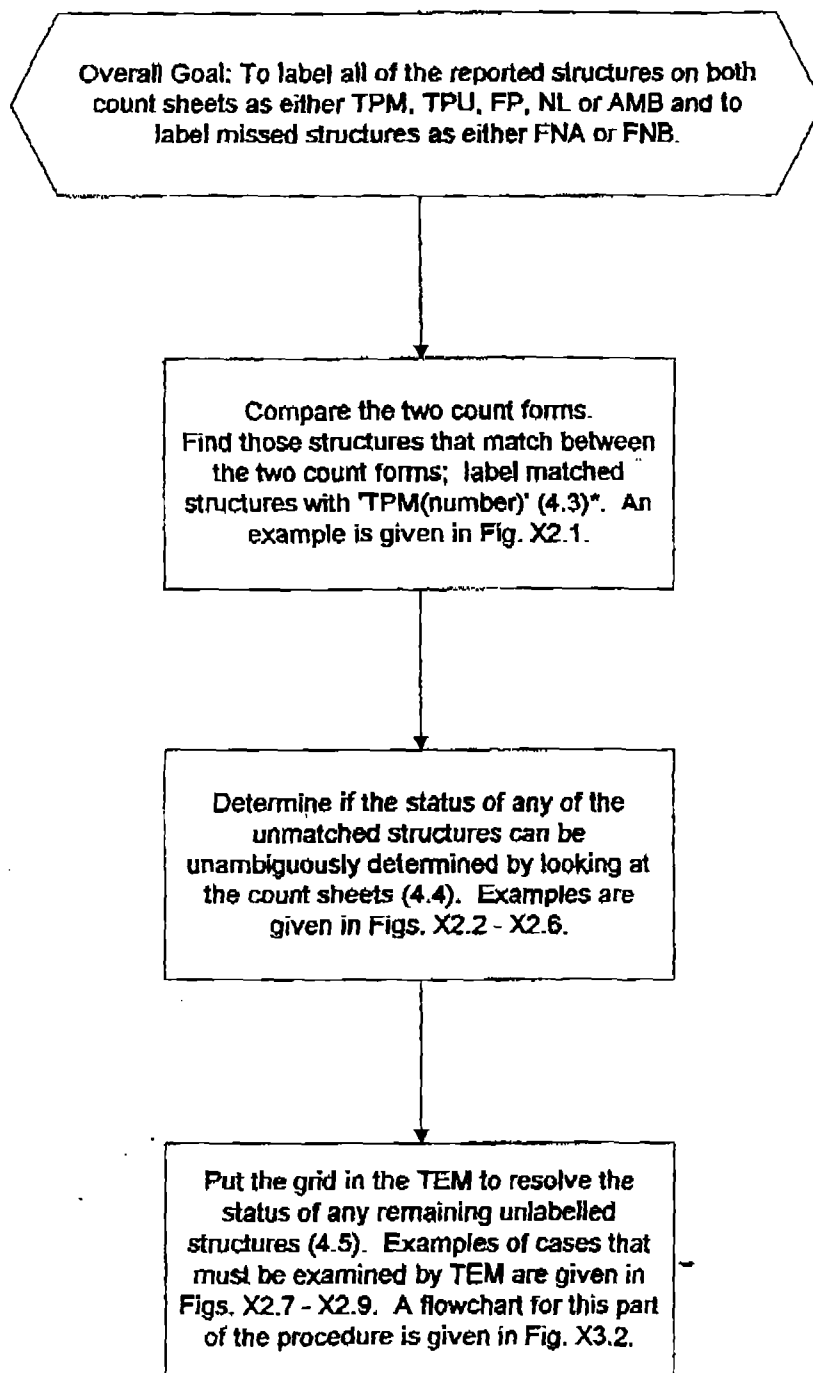 Overall Goal: To label all of the reported structures on both
count sheets as either TPM, TPU, FP, NL or AMB and to
label missed structures as either FNA or FNB.
Compare the two count forms.
Find those structures that match between
the two count forms; label matched
structures with 'TPM(number)' (4.3)*. An
example is given in Fig. X2.1.
Determine if the status of any of the
unmatched structures can be
unambiguously determined by looking at
the count sheets (4.4). Examples are
given in Figs. X2.2 - X2.6.
Put the grid in the TEM to resolve the
status of any remaining unlabelled
structures (4.5). Examples of cases that
must be examined by TEM are given in
Figs. X2.7 - X2.9. A flowchart for this part
of the procedure is given in Fig. X3.2.